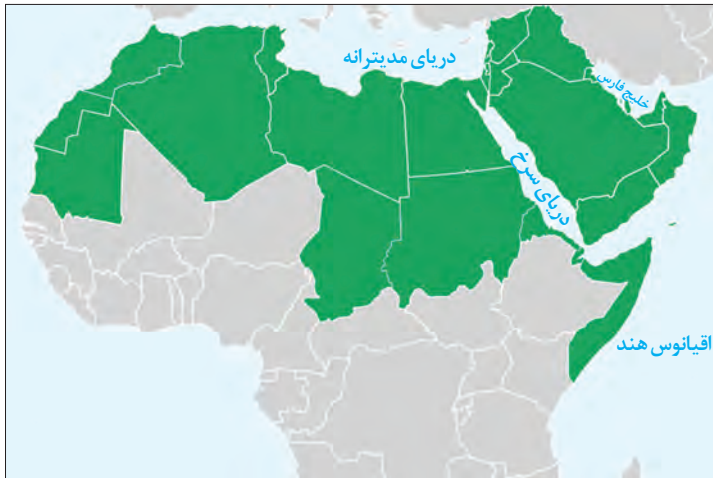 دریای مدیترانه
خلیج فارس
دریای سرخ
اقیانوس هند